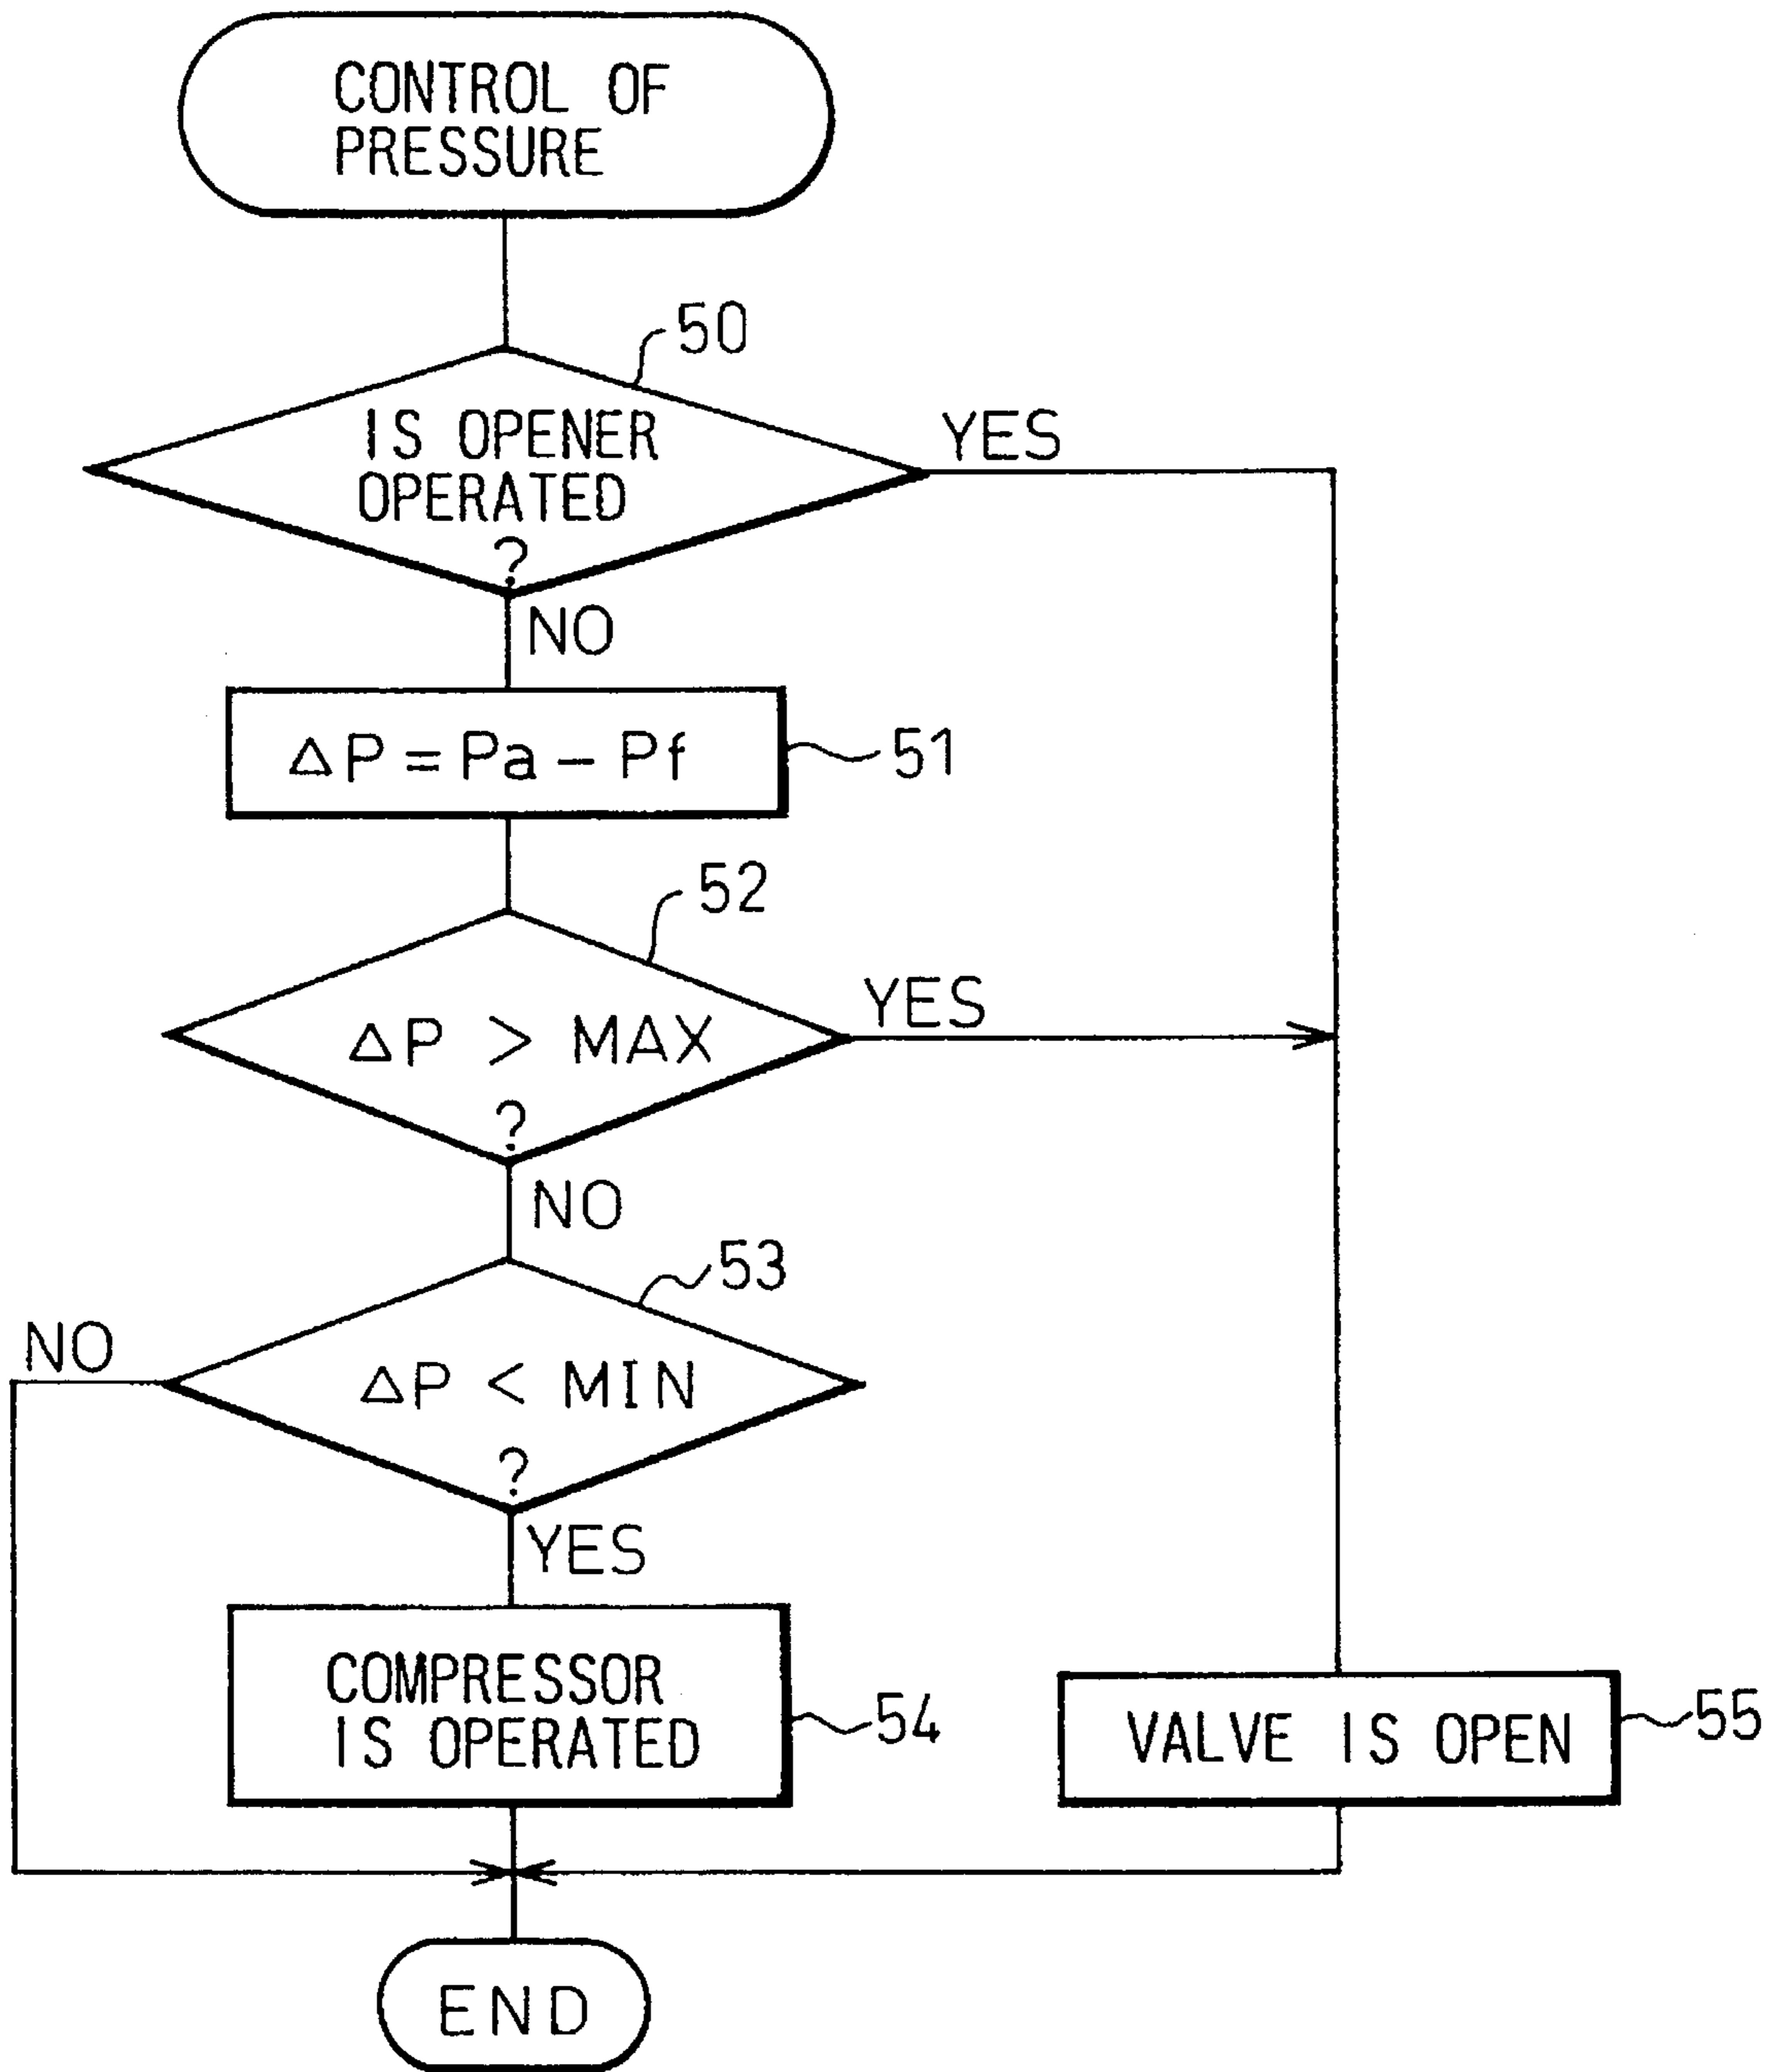 CONTROL OF
PRESSURE
50
IS OPENER
OPERATED
?
YES
NO
ΔP = Pa - Pf
51
52
ΔP > MAX
?
YES
NO
53
NO
ΔP < MIN
?
YES
COMPRESSOR
IS OPERATED
54
VALVE IS OPEN
55
END